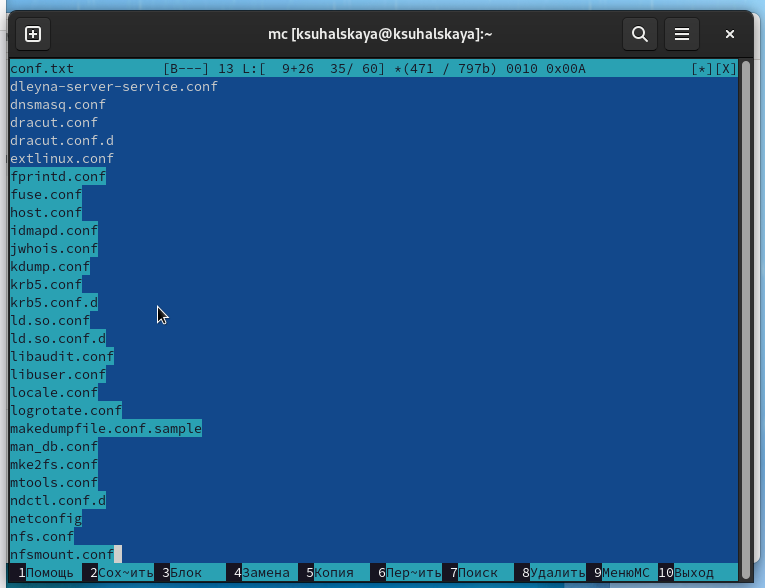 mc [ksuhalskaya@ksuhalskaya]:~
conf.txt [B---] 13 L:[ 9+26 35/ 60] *(471 / 797b) 0010 0x00A [*][X]
dleyna-server-service.conf
dnsmasq.conf
dracut.conf
dracut.conf.d
extlinux.conf
fprintd.conf
fuse.conf
host.conf
idmapd.conf
jwhois.conf
kdump.conf
krb5.conf
krb5.conf.d
ld.so.conf
ld.so.conf.d
libaudit.conf
libuser.conf
locale.conf
logrotate.conf
makedumpfile.conf.sample
man_db.conf
mke2fs.conf
mtools.conf
ndctl.conf.d
netconfig
nfs.conf
nfsmount.conf
1Помощь 2Сох~ить 3Блок 4Замена 5Копия 6Пер~ить 7Поиск 8Удалить 9МенюMC 10Выход